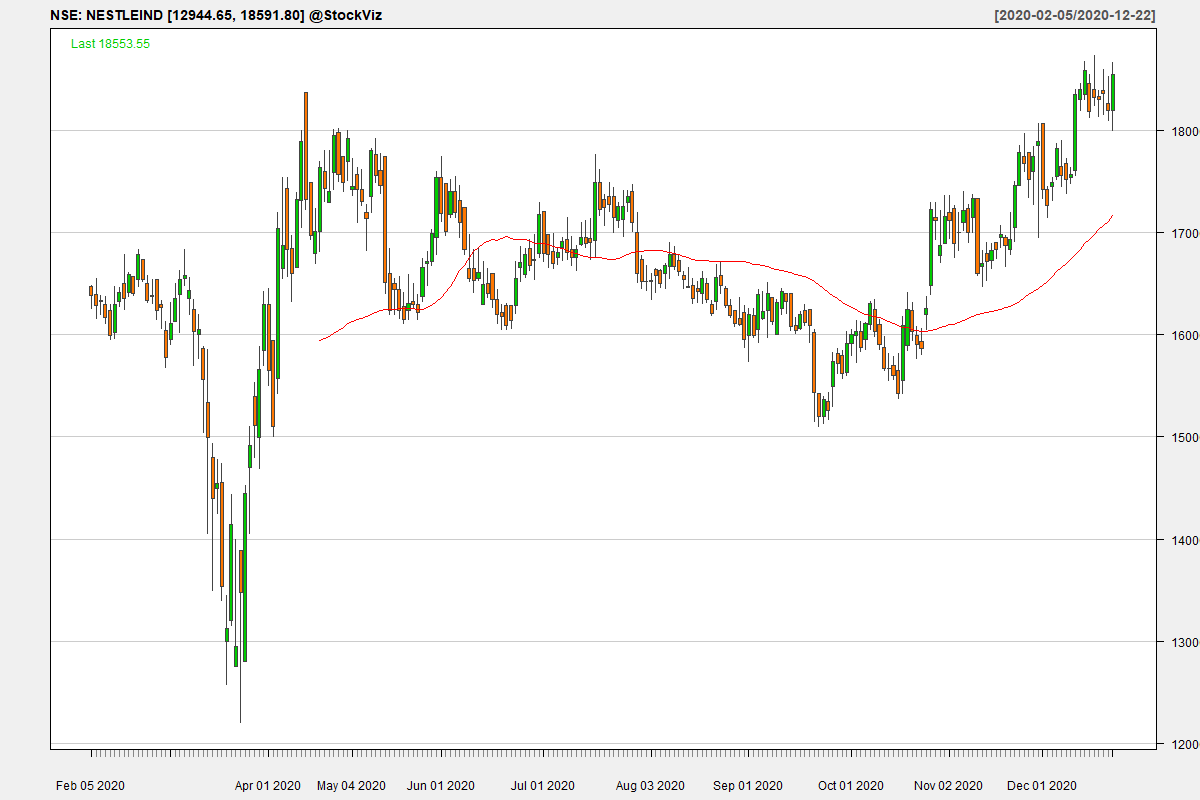 NSE: NESTLEIND [12944.65, 18591.80] @StockViz [2020-02-05/2020-12-22]
Last 18553.55
1800
1700
1600
1500
1400
1300
1200
Feb 05 2020 Apr 01 2020 May 04 2020 Jun 01 2020 Jul 01 2020 Aug 03 2020 Sep 01 2020 Oct 01 2020 Nov 02 2020 Dec 01 2020